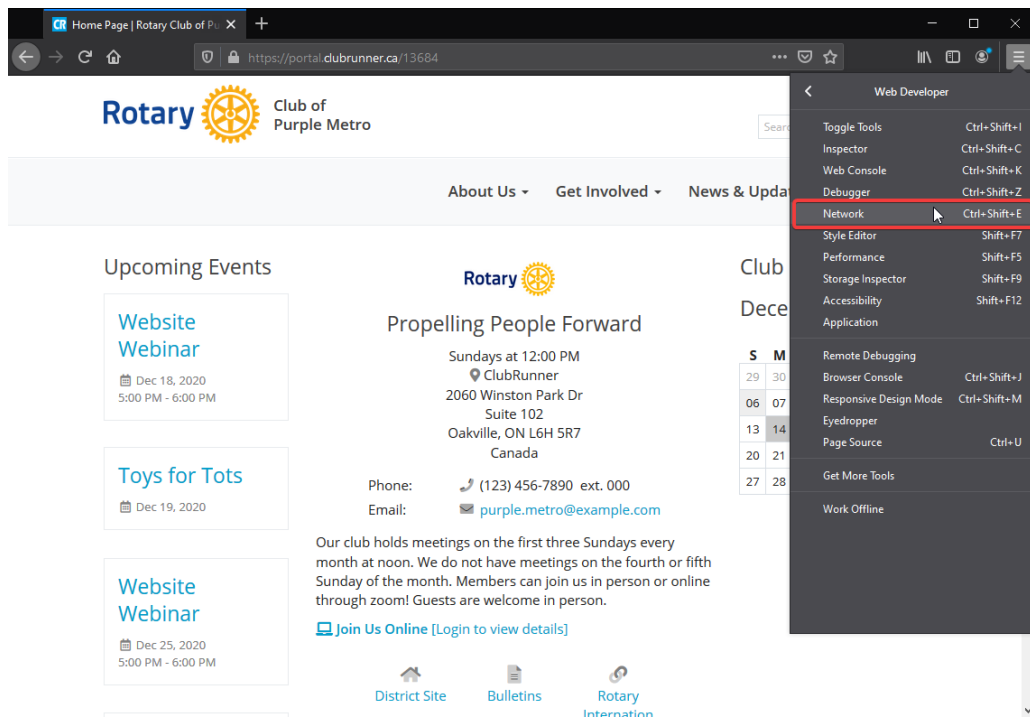 CR Home Page | Rotary Club of Pu
https://portal.clubrunner.ca/13684
Rotary
Club of
Purple Metro
Sear
About Us
Get Involved
News & Upda
Upcoming Events
Website
Webinar
Dec 18, 2020
5:00 PM - 6:00 PM
Toys for Tots
Dec 19, 2020
Website
Webinar
Dec 25, 2020
5:00 PM - 6:00 PM
Rotary
Propelling People Forward
Sundays at 12:00 PM
ClubRunner
2060 Winston Park Dr
Suite 102
Oakville, ON L6H 5R7
Canada
Phone: (123) 456-7890 ext. 000
Email: purple.metro@example.com
Our club holds meetings on the first three Sundays every
month at noon. We do not have meetings on the fourth or fifth
Sunday of the month. Members can join us in person or online
through zoom! Guests are welcome in person.
Join Us Online [Login to view details]
District Site
Bulletins
Rotary
Internation
Club
Dece
S M
29 30
06 07
13 14
20 21
27 28
Web Developer
Toggle Tools Ctrl+Shift+I
Inspector Ctrl+Shift+C
Web Console Ctrl+Shift+K
Debugger Ctrl+Shift+Z
Network Ctrl+Shift+E
Style Editor Shift+F7
Performance Shift+F5
Storage Inspector Shift+F9
Accessibility Shift+F12
Application
Remote Debugging
Browser Console Ctrl+Shift+J
Responsive Design Mode Ctrl+Shift+M
Eyedropper
Page Source Ctrl+U
Get More Tools
Work Offline